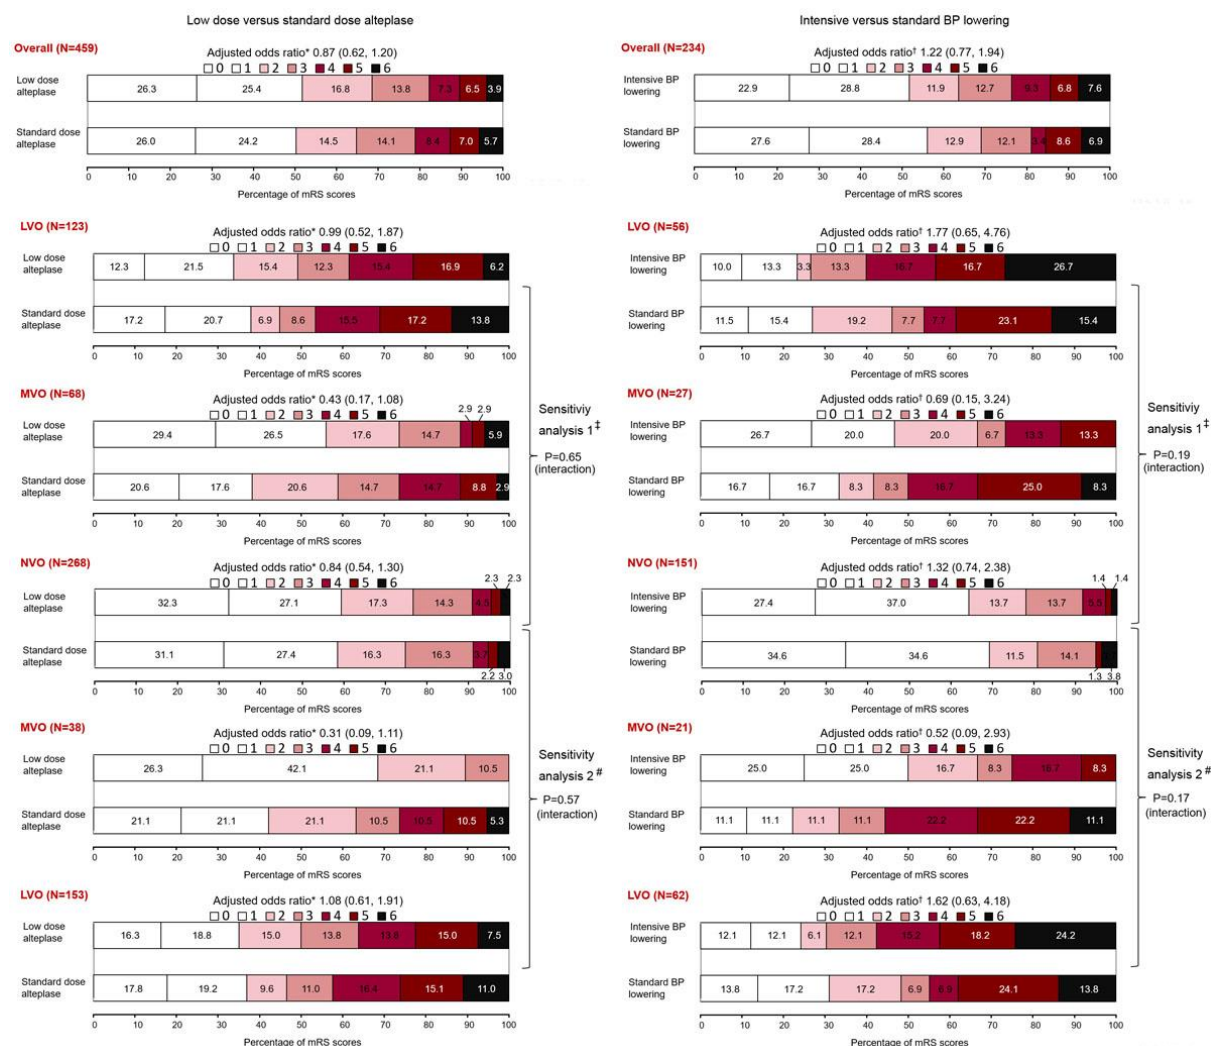 Low dose versus standard dose alteplase
Overall (N=459)
Adjusted odds ratio* 0.87 (0.62, 1.20)
0 1 2 3 4 5 6
Low dose
alteplase
26.3 25.4 16.8 13.8 7.3 6.5 3.9
Standard dose
alteplase
26.0 24.2 14.5 14.1 8.4 7.0 5.7
0 10 20 30 40 50 60 70 80 90 100
Percentage of mRS scores
LVO (N=123)
Adjusted odds ratio* 0.99 (0.52, 1.87)
0 1 2 3 4 5 6
Low dose
alteplase
12.3 21.5 15.4 12.3 15.4 16.9 6.2
Standard dose
alteplase
17.2 20.7 6.9 8.6 15.5 17.2 13.8
0 10 20 30 40 50 60 70 80 90 100
Percentage of mRS scores
MVO (N=68)
Adjusted odds ratio* 0.43 (0.17, 1.08)
0 1 2 3 4 5 6
2.9 2.9
Low dose
alteplase
29.4 26.5 17.6 14.7 5.9
Standard dose
alteplase
20.6 17.6 20.6 14.7 14.7 8.8 2.9
0 10 20 30 40 50 60 70 80 90 100
Percentage of mRS scores
Sensitiviy
analysis 1‡
P=0.65
(interaction)
NVO (N=268)
Adjusted odds ratio* 0.84 (0.54, 1.30)
0 1 2 3 4 5 6
2.3 2.3
Low dose
alteplase
32.3 27.1 17.3 14.3 4.5
Standard dose
alteplase
31.1 27.4 16.3 16.3 3.7
2.2 3.0
0 10 20 30 40 50 60 70 80 90 100
Percentage of mRS scores
MVO (N=38)
Adjusted odds ratio* 0.31 (0.09, 1.11)
0 1 2 3 4 5 6
Low dose
alteplase
26.3 42.1 21.1 10.5
Standard dose
alteplase
21.1 21.1 21.1 10.5 10.5 10.5 5.3
0 10 20 30 40 50 60 70 80 90 100
Percentage of mRS scores
Sensitivity
analysis 2#
P=0.57
(interaction)
LVO (N=153)
Adjusted odds ratio* 1.08 (0.61, 1.91)
0 1 2 3 4 5 6
Low dose
alteplase
16.3 18.8 15.0 13.8 13.8 15.0 7.5
Standard dose
alteplase
17.8 19.2 9.6 11.0 16.4 15.1 11.0
0 10 20 30 40 50 60 70 80 90 100
Percentage of mRS scores
Intensive versus standard BP lowering
Overall (N=234)
Adjusted odds ratio† 1.22 (0.77, 1.94)
0 1 2 3 4 5 6
Intensive BP
lowering
22.9 28.8 11.9 12.7 9.3 6.8 7.6
Standard BP
lowering
27.6 28.4 12.9 12.1 3.4 8.6 6.9
0 10 20 30 40 50 60 70 80 90 100
Percentage of mRS scores
LVO (N=56)
Adjusted odds ratio† 1.77 (0.65, 4.76)
0 1 2 3 4 5 6
Intensive BP
lowering
10.0 13.3 3.3 13.3 16.7 16.7 26.7
Standard BP
lowering
11.5 15.4 19.2 7.7 7.7 23.1 15.4
0 10 20 30 40 50 60 70 80 90 100
Percentage of mRS scores
MVO (N=27)
Adjusted odds ratio† 0.69 (0.15, 3.24)
0 1 2 3 4 5 6
Intensive BP
lowering
26.7 20.0 20.0 6.7 13.3 13.3
Standard BP
lowering
16.7 16.7 8.3 8.3 16.7 25.0 8.3
0 10 20 30 40 50 60 70 80 90 100
Percentage of mRS scores
Sensitiviy
analysis 1‡
P=0.19
(interaction)
NVO (N=151)
Adjusted odds ratio† 1.32 (0.74, 2.38)
0 1 2 3 4 5 6
1.4 1.4
Intensive BP
lowering
27.4 37.0 13.7 13.7 5.5
Standard BP
lowering
34.6 34.6 11.5 14.1
1.3 3.8
0 10 20 30 40 50 60 70 80 90 100
Percentage of mRS scores
MVO (N=21)
Adjusted odds ratio† 0.52 (0.09, 2.93)
0 1 2 3 4 5 6
Intensive BP
lowering
25.0 25.0 16.7 8.3 16.7 8.3
Standard BP
lowering
11.1 11.1 11.1 11.1 22.2 22.2 11.1
0 10 20 30 40 50 60 70 80 90 100
Percentage of mRS scores
Sensitivity
analysis 2#
P=0.17
(interaction)
LVO (N=62)
Adjusted odds ratio† 1.62 (0.63, 4.18)
0 1 2 3 4 5 6
Intensive BP
lowering
12.1 12.1 6.1 12.1 15.2 18.2 24.2
Standard BP
lowering
13.8 17.2 17.2 6.9 6.9 24.1 13.8
0 10 20 30 40 50 60 70 80 90 100
Percentage of mRS scores